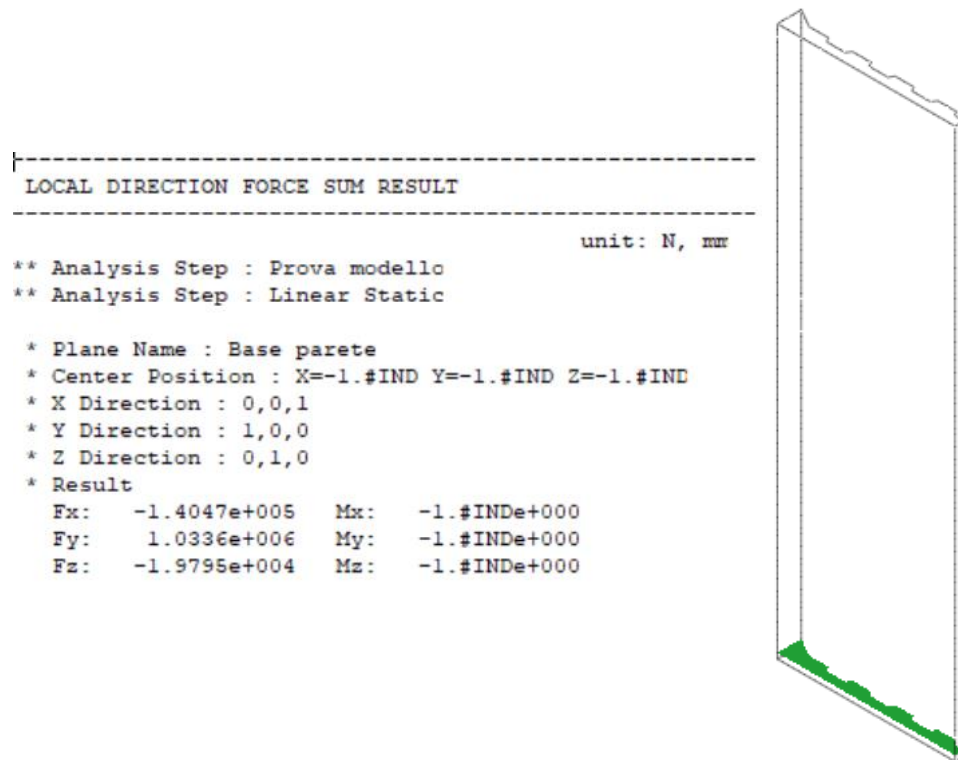 LOCAL DIRECTION FORCE SUM RESULT
unit: N, mm
** Analysis Step : Prova modello
** Analysis Step : Linear Static
* Plane Name : Base parete
* Center Position : X=-1.#IND Y=-1.#IND Z=-1.#IND
* X Direction : 0,0,1
* Y Direction : 1,0,0
* Z Direction : 0,1,0
* Result
Fx: -1.4047e+005 Mx: -1.#INDe+000
Fy: 1.0336e+006 My: -1.#INDe+000
Fz: -1.9795e+004 Mz: -1.#INDe+000